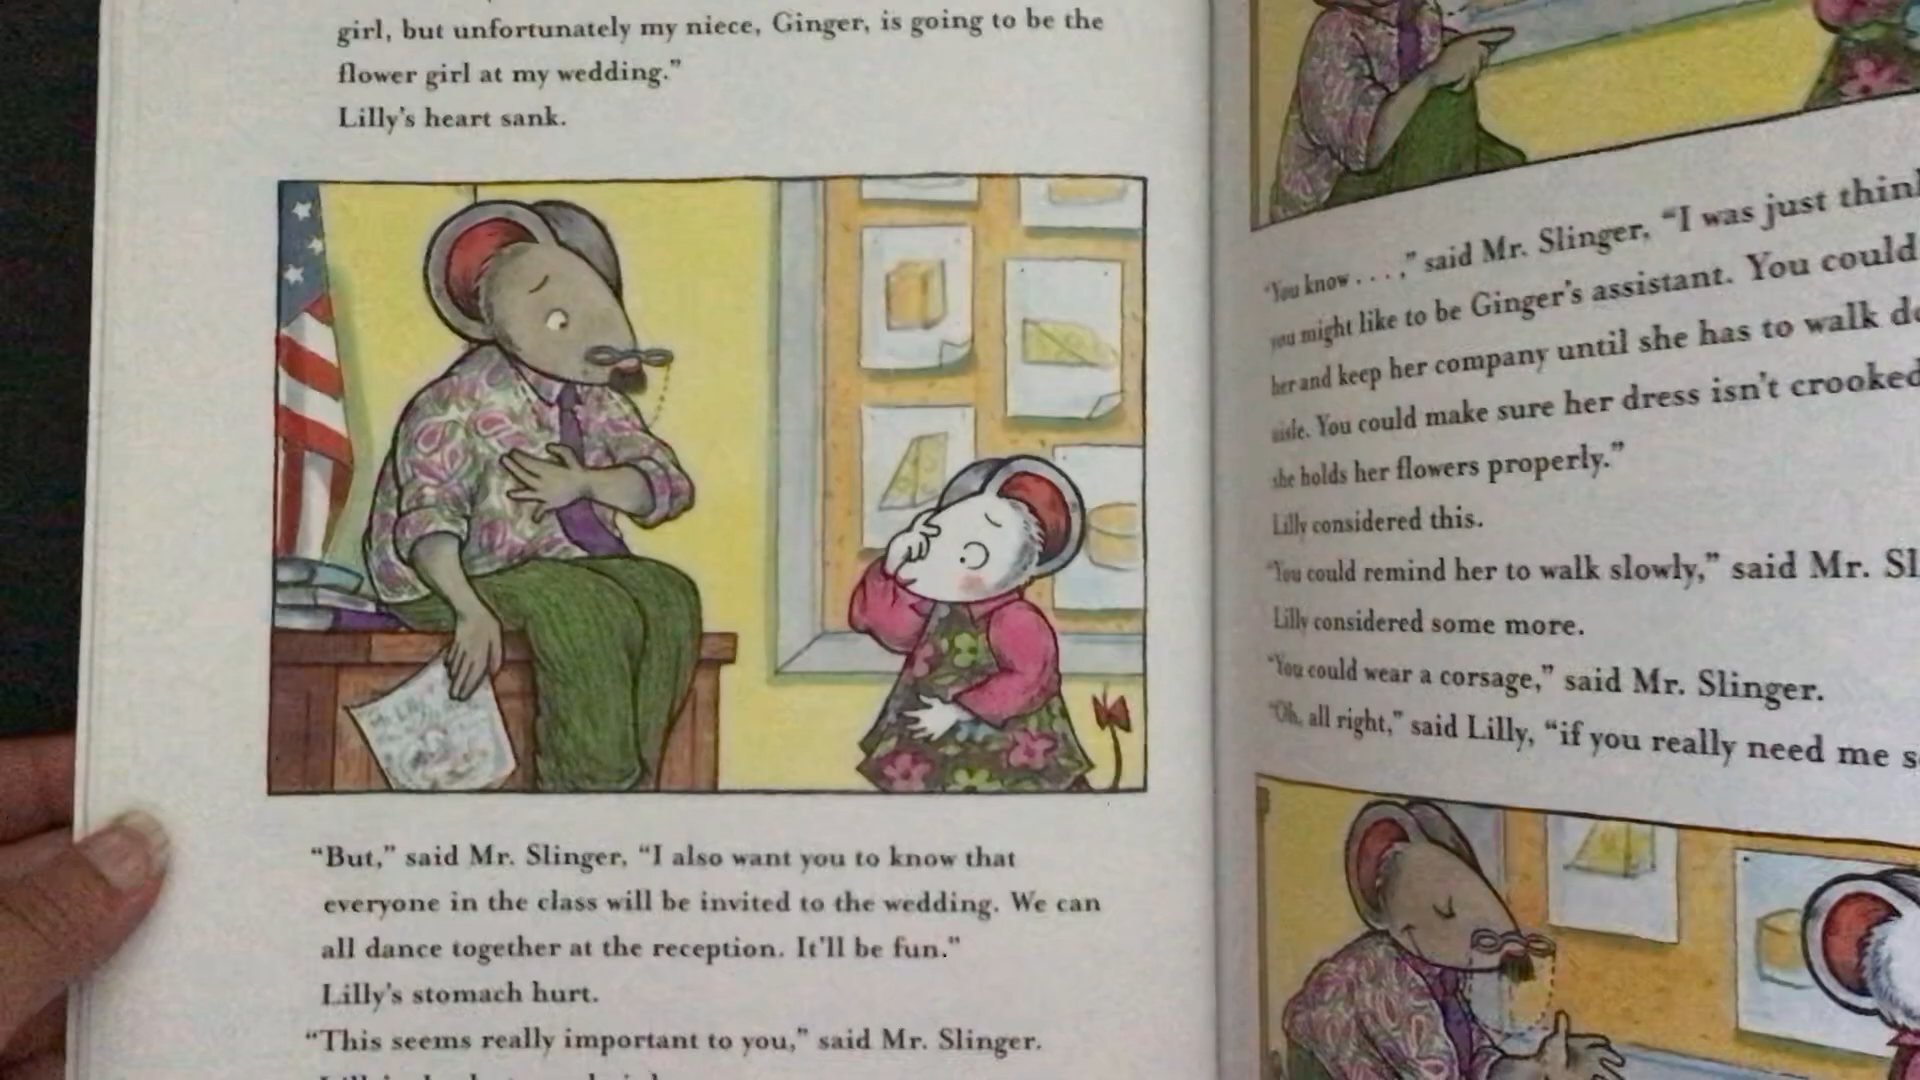 girl, but unfortunately my niece, Ginger, is going to be the
flower girl at my wedding.”
Lilly’s heart sank.
“But,” said Mr. Slinger, “I also want you to know that
everyone in the class will be invited to the wedding. We can
all dance together at the reception. It’ll be fun.”
Lilly’s stomach hurt.
“This seems really important to you,” said Mr. Slinger.
“You know . . . ,” said Mr. Slinger, “I was just
you might like to be Ginger’s assistant. You could
her and keep her company until she has to walk
aisle. You could make sure her dress isn’t crooked
she holds her flowers properly.”
Lilly considered this.
“You could remind her to walk slowly,” said Mr.
Lilly considered some more.
“You could wear a corsage,” said Mr. Slinger.
“Oh, all right,” said Lilly, “if you really need me